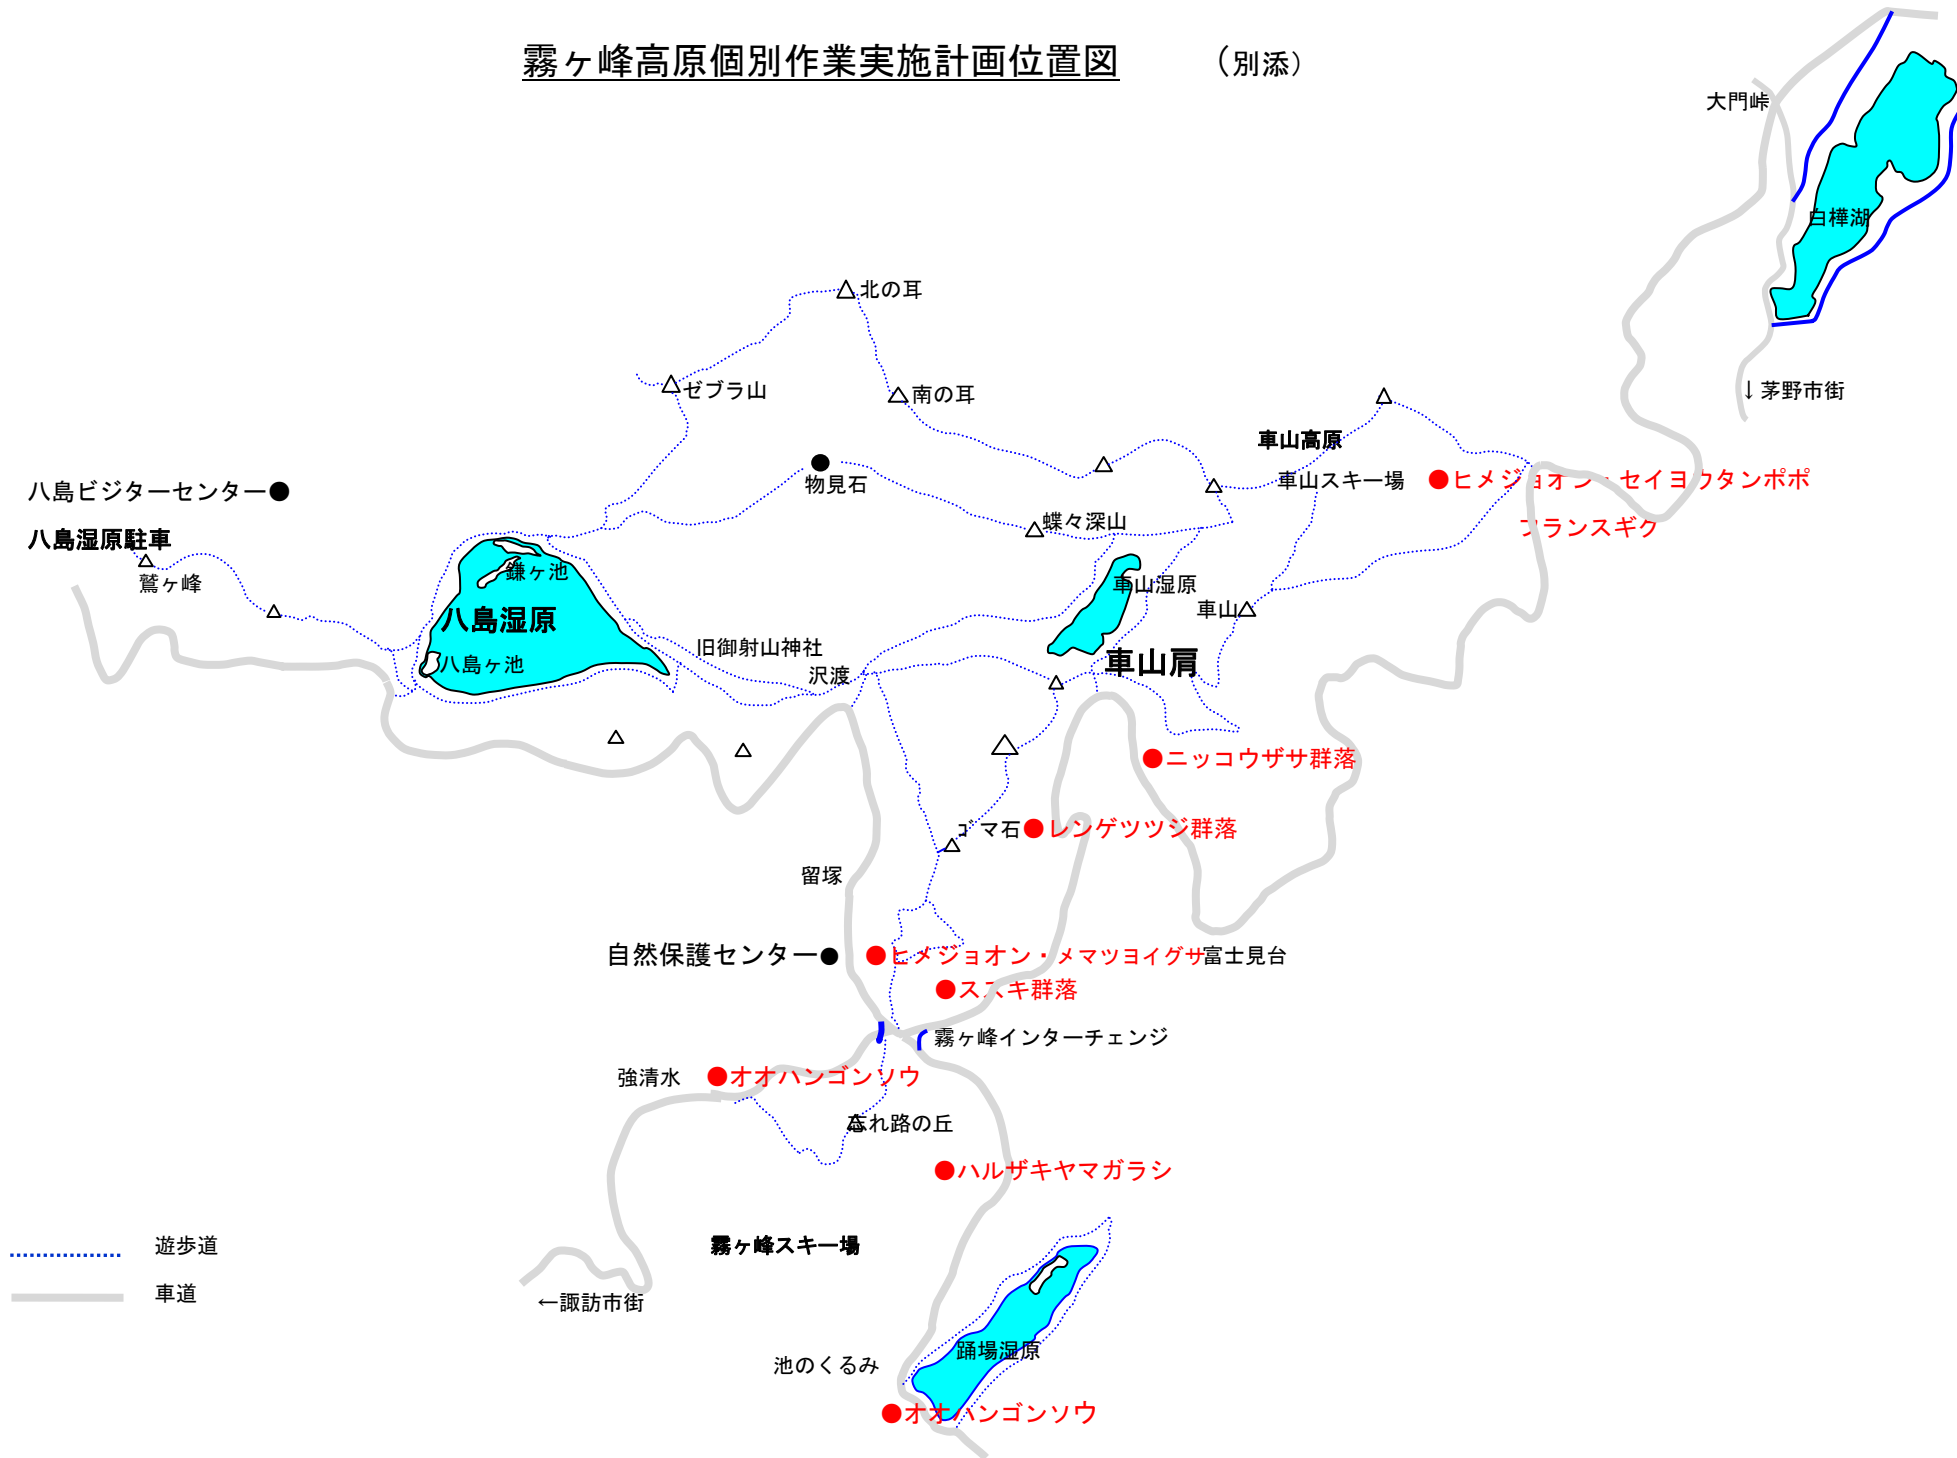 霧ヶ峰高原個別作業実施計画位置図　（別添）
大門峠
白樺湖
北の耳
ゼブラ山
南の耳
↓茅野市街
車山高原
車山スキー場
●ヒメジョオン・セイヨウタンポポ
フランスギク
物見石
八島ビジターセンター●
八島湿原駐車
鷲ヶ峰
蝶々深山
鎌ヶ池
八島湿原
八島ヶ池
車山湿原
車山
旧御射山神社
沢渡
車山肩
●ニッコウザサ群落
ゴマ石
●レンゲツツジ群落
留塚
自然保護センター●
●ヒメジョオン・メマツヨイグサ
富士見台
●ススキ群落
霧ヶ峰インターチェンジ
強清水
●オオハンゴンソウ
忘れ路の丘
●ハルザキヤマガラシ
遊歩道
霧ヶ峰スキー場
車道
←諏訪市街
踊場湿原
池のくるみ
●オオハンゴンソウ